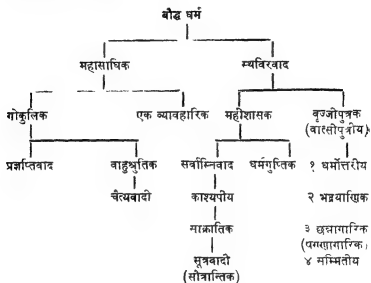 बौद्ध धर्म
महासाघिक स्थविरवाद
गोकुलिक एक व्यावहारिक महीशासक वृज्जीपुत्रक
(वात्सीपुत्रीय)
प्रज्ञप्तिवाद वाहुश्रुतिक सर्वास्तिवाद धर्मगुप्तिक १ धर्मोत्तरीय
चैत्यवादी काश्यपीय २ भद्रयाणिक
साक्रातिक ३ छन्नागारिक
(षण्णागारिक)
सूत्रवादी ४ सम्मितीय
(सौत्रान्तिक)